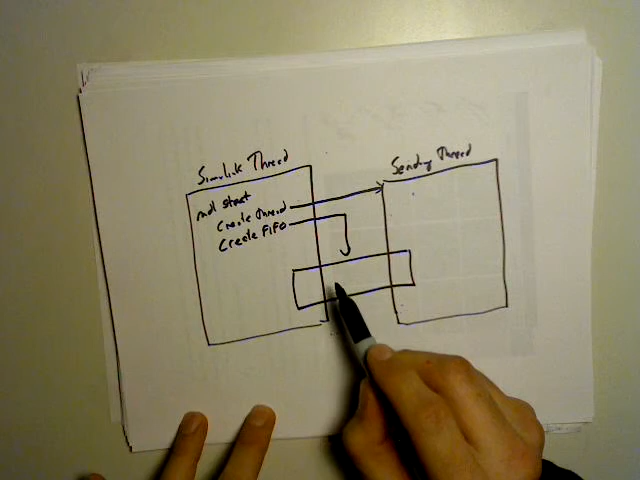 Simulink Thread
Sending Thread
mdl start
Create thread
Create FIFO